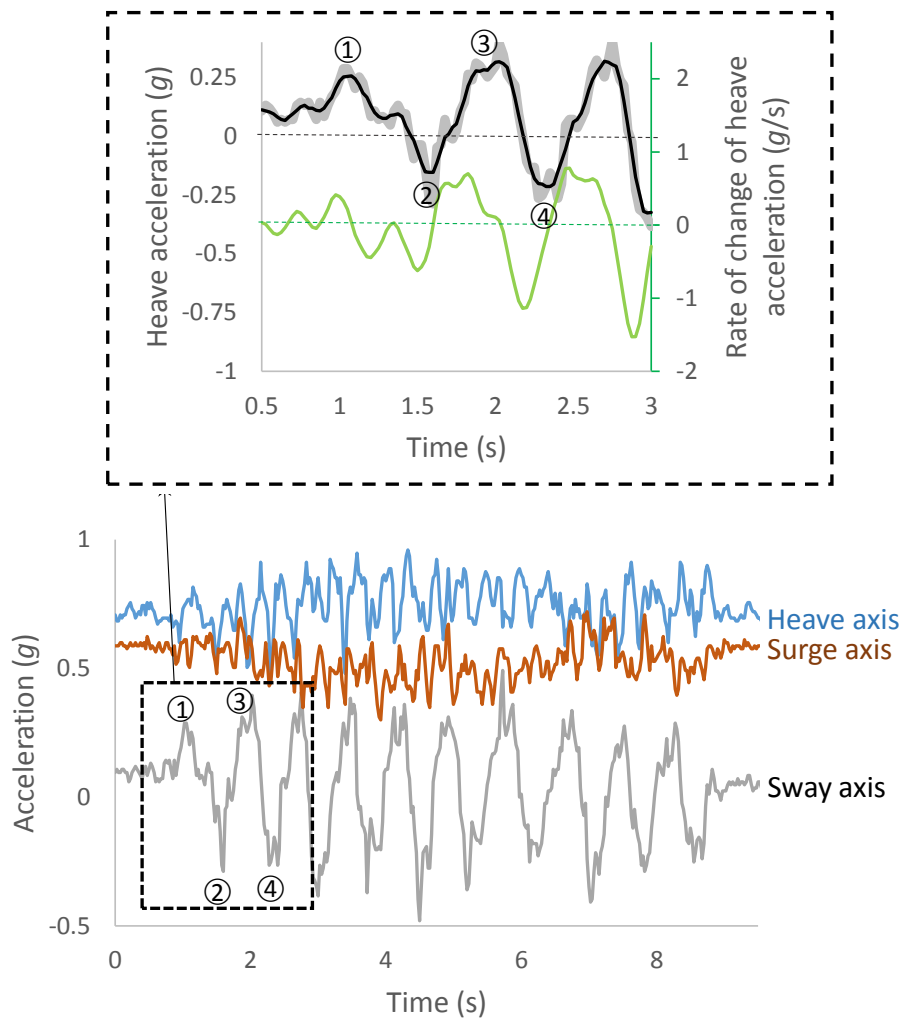 ① ③
0.25
0
-0.25
-0.5
-0.75
-1
Heave acceleration (g)
② ④
2
1
0
-1
-2
Rate of change of heave
acceleration (g/s)
0.5 1 1.5 2 2.5 3
Time (s)
1
0.5
0
-0.5
Acceleration (g)
Heave axis
Surge axis
① ③
Sway axis
② ④
0 2 4 6 8
Time (s)